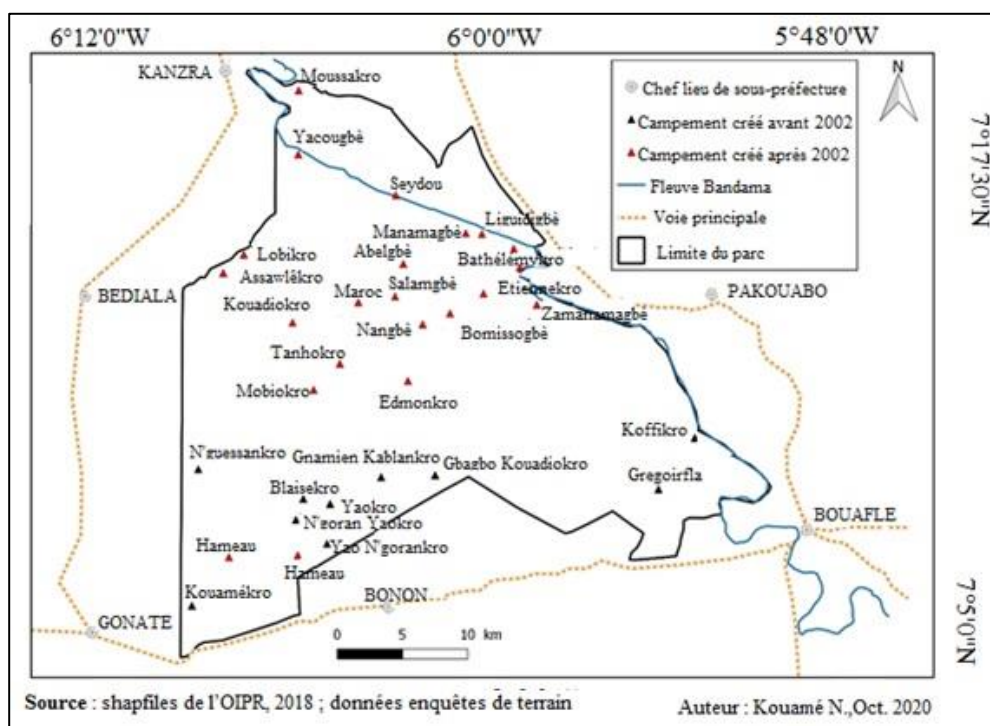 6°12'0"W 6°0'0"W 5°48'0"W
KANZRA
Moussakro
N
Chef lieu de sous-préfecture
Campement créé avant 2002
Campement créé après 2002
Fleuve Bandama
Voie principale
Limite du parc
7°17'30"N
Yacougbè
Seydou
Liguidigbè
Manamagbè
Lobikro
Abelgbè
Bathélemykro
Assawlêkro
Salamgbè
Etiennekro
BEDIALA
Maroc
PAKOUABO
Kouadiokro
Zamanamagbè
Nangbè
Bomissogbè
Tanhokro
Mobiokro
Edmonkro
Koffikro
N'guessankro
Gnamien Kablankro
Gbagbo Kouadiokro
Gregoirfla
Blaisekro
Yaokro
N'goran Yaokro
BOUAFLE
Hameau
Yao N'gorankro
Hameau
Kouamékro
BONON
GONATE
7°5'0"N
0 5 10 km
Source : shapfiles de l'OIPR, 2018 ; données enquêtes de terrain
Auteur : Kouamé N.,Oct. 2020